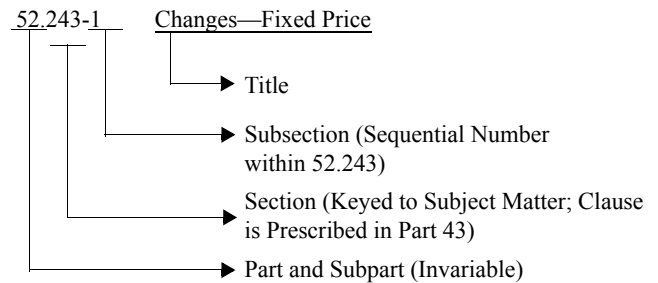 52.243-1 Changes—Fixed Price
Title
Subsection (Sequential Number
within 52.243)
Section (Keyed to Subject Matter; Clause
is Prescribed in Part 43)
Part and Subpart (Invariable)